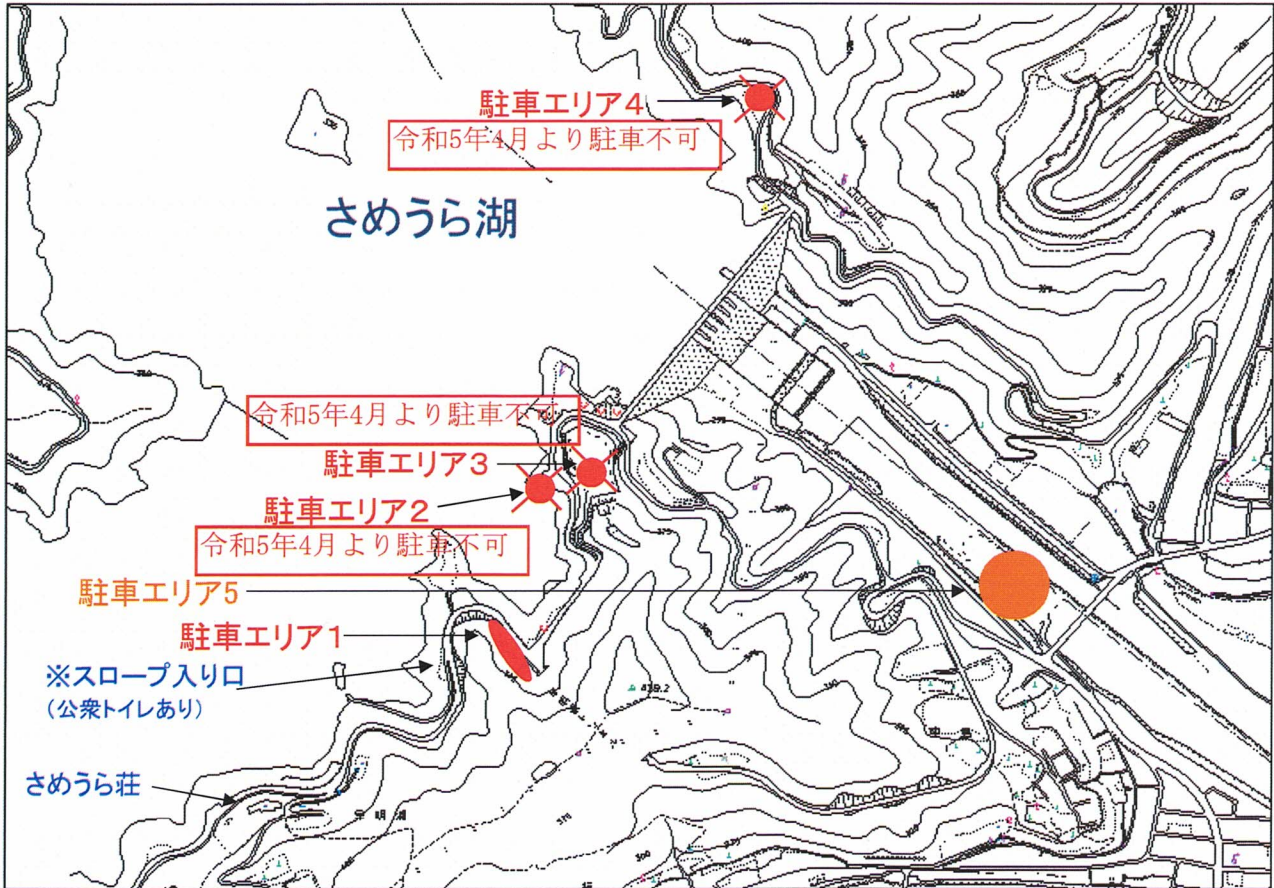 駐車エリア4
令和5年4月より駐車不可
さめうら湖
令和5年4月より駐車不可
駐車エリア3
駐車エリア2
令和5年4月より駐車不可
駐車エリア5
駐車エリア1
※スロープ入り口
(公衆トイレあり)
さめうら荘